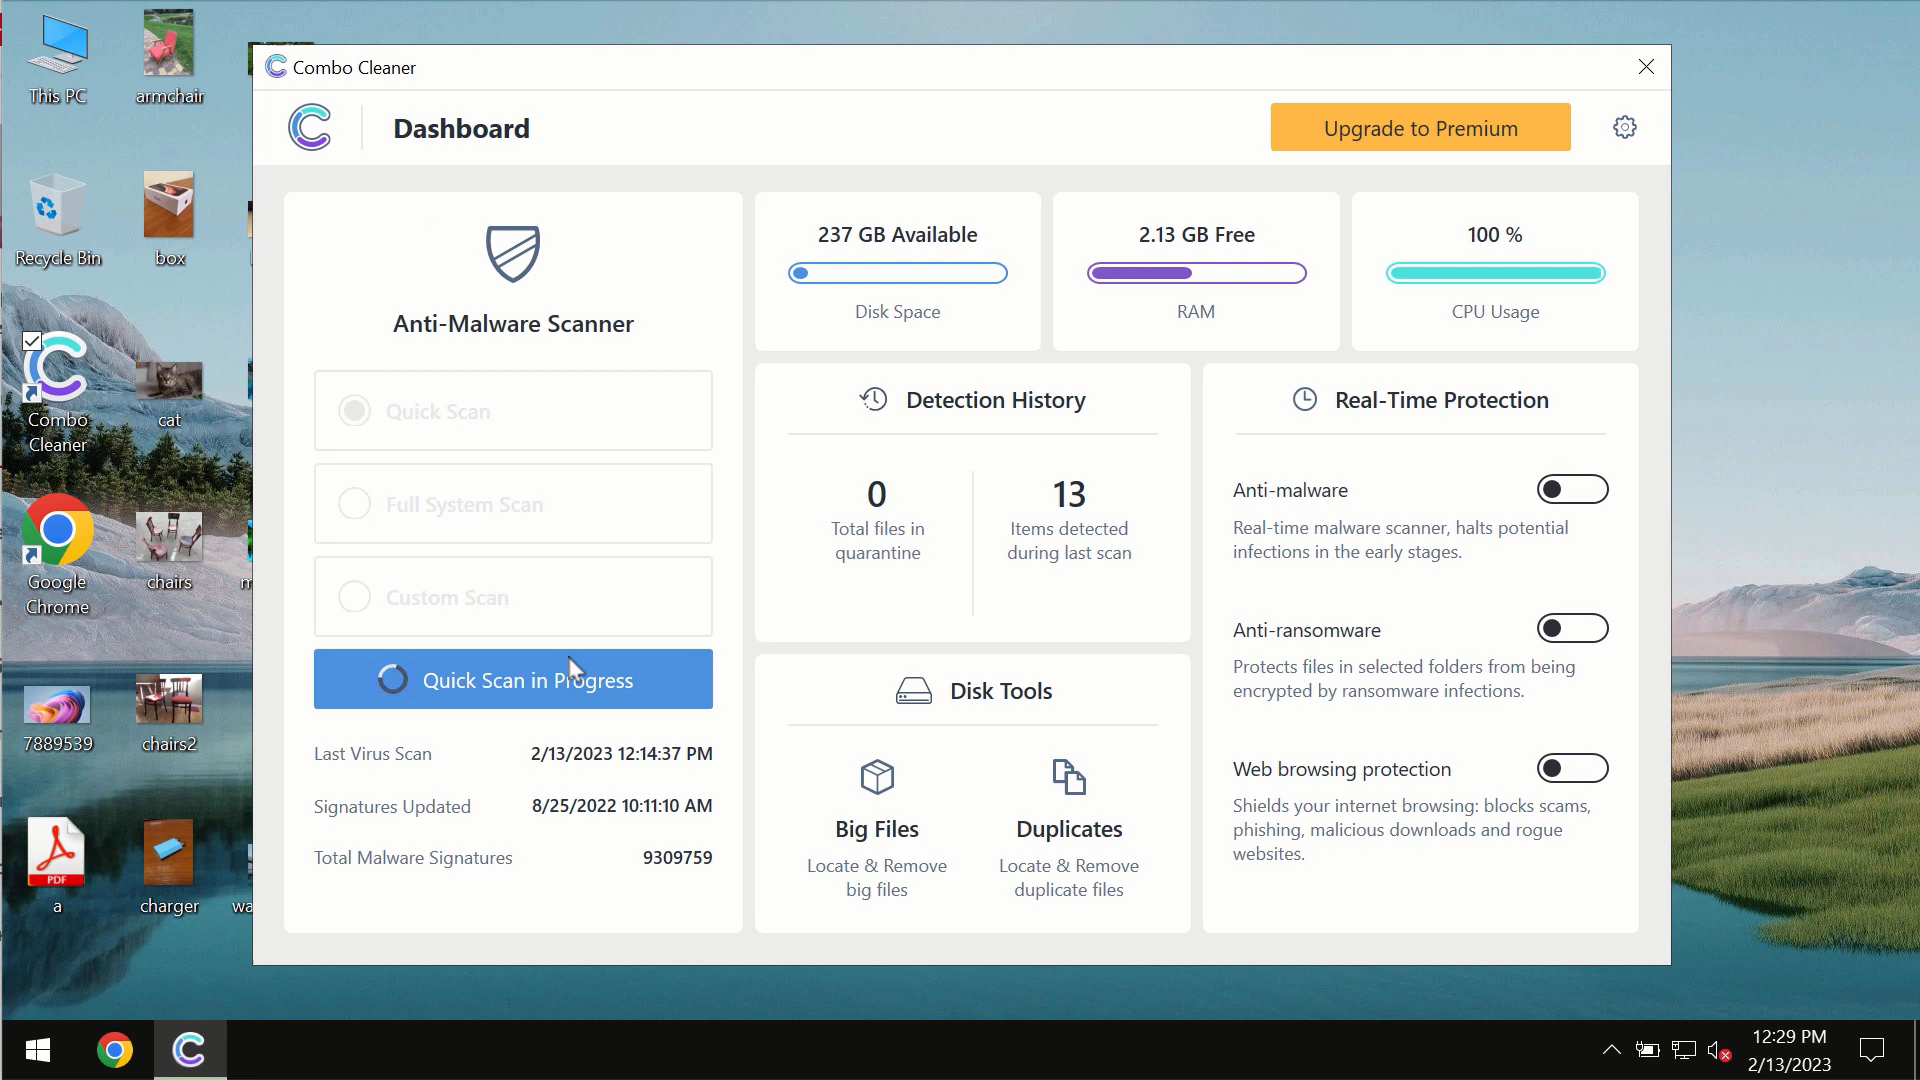 This PC
armchair
Recycle Bin
box
Combo
Cleaner
cat
Google
Chrome
chairs
7889539
chairs2
PDF
a
charger
wa
Combo Cleaner
Dashboard
Upgrade to Premium
Anti-Malware Scanner
Quick Scan
Full System Scan
Custom Scan
Quick Scan in Progress
Last Virus Scan 2/13/2023 12:14:37 PM
Signatures Updated 8/25/2022 10:11:10 AM
Total Malware Signatures 9309759
237 GB Available
Disk Space
2.13 GB Free
RAM
100 %
CPU Usage
Detection History
0
Total files in
quarantine
13
Items detected
during last scan
Disk Tools
Big Files
Locate & Remove
big files
Duplicates
Locate & Remove
duplicate files
Real-Time Protection
Anti-malware
Real-time malware scanner, halts potential
infections in the early stages.
Anti-ransomware
Protects files in selected folders from being
encrypted by ransomware infections.
Web browsing protection
Shields your internet browsing: blocks scams,
phishing, malicious downloads and rogue
websites.
12:29 PM
2/13/2023